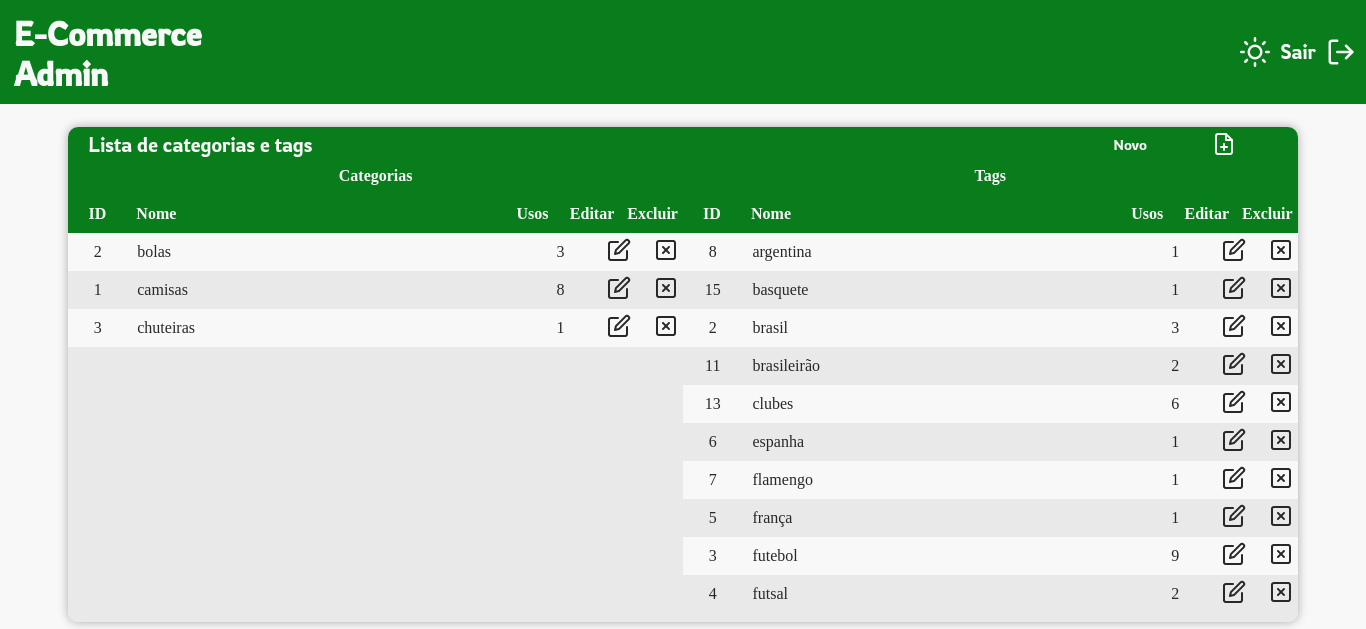 E-Commerce
Admin
Sair
Lista de categorias e tags
Novo
Categorias
Tags
ID Nome Usos Editar Excluir ID Nome Usos Editar Excluir
2 bolas 3 8 argentina 1
1 camisas 8 15 basquete 1
3 chuteiras 1 2 brasil 3
11 brasileirão 2
13 clubes 6
6 espanha 1
7 flamengo 1
5 frança 1
3 futebol 9
4 futsal 2